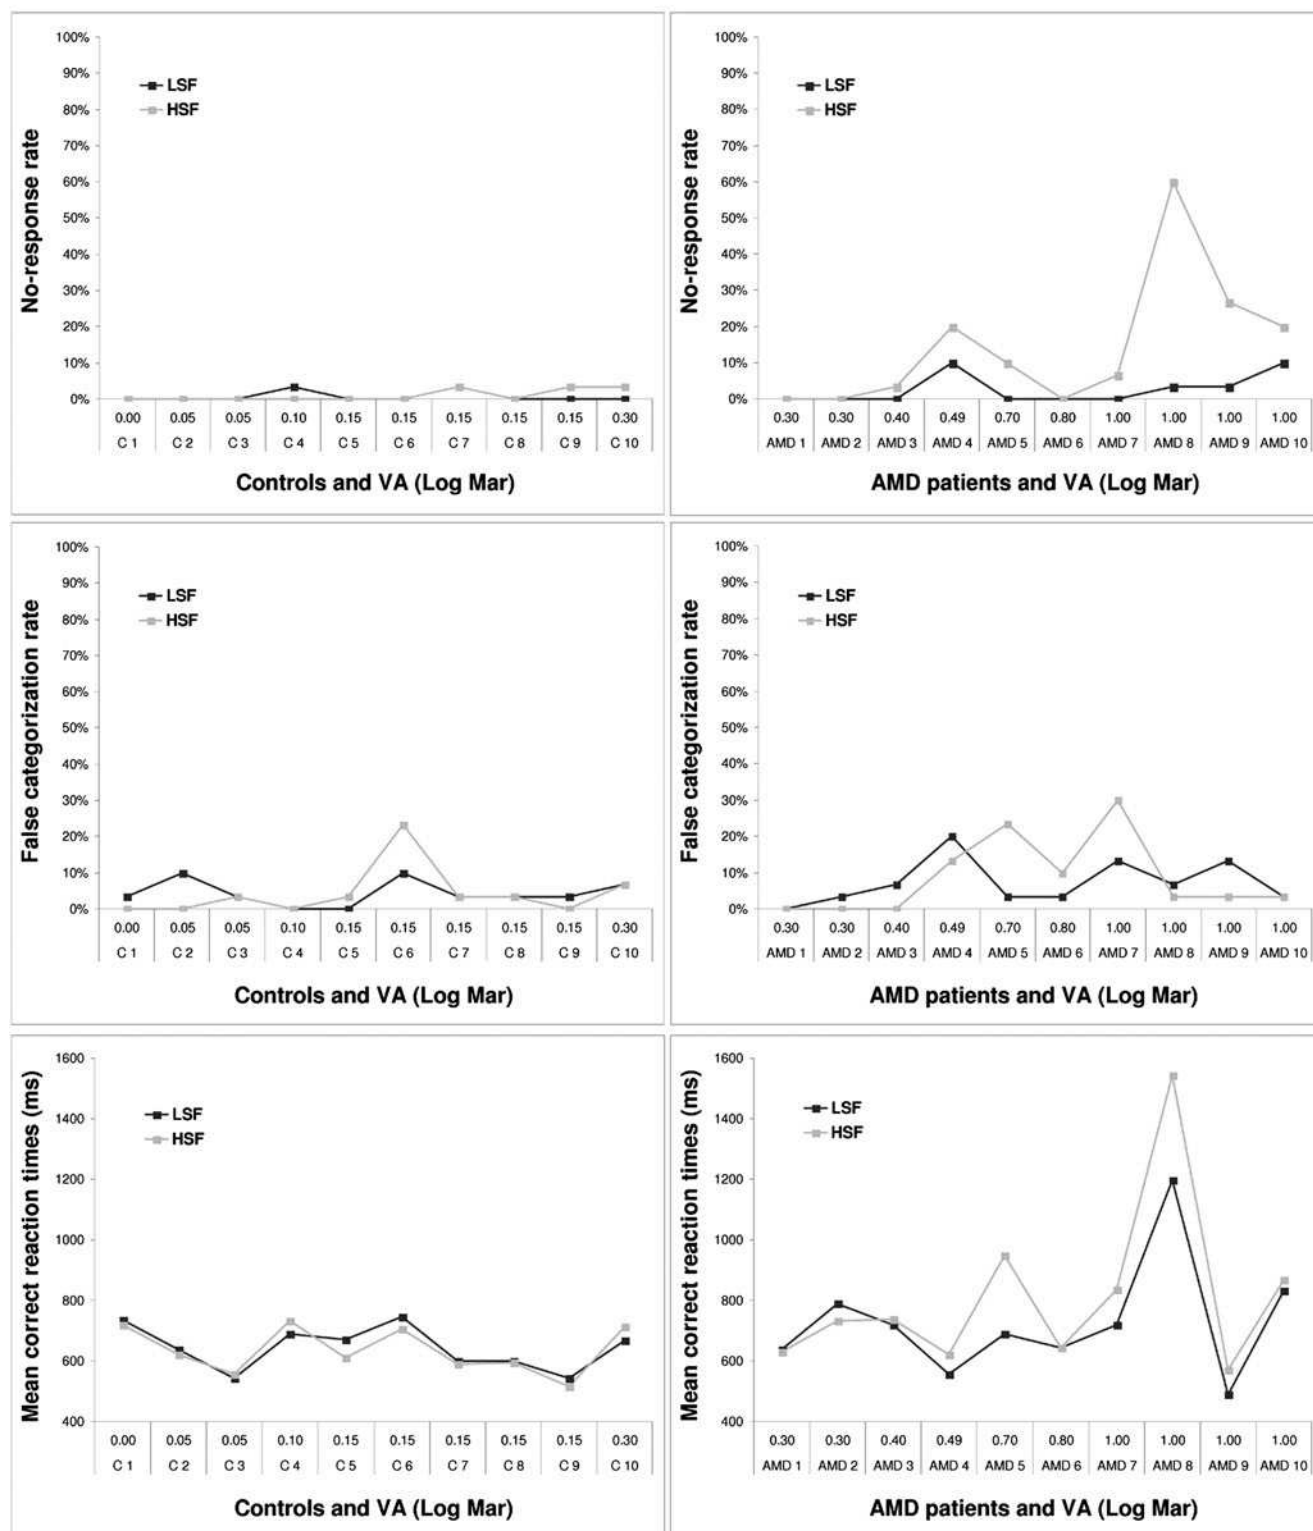 100%
90%
80%
70%
60%
50%
40%
30%
20%
10%
0%
No-response rate
LSF
HSF
0.00 0.05 0.05 0.10 0.15 0.15 0.15 0.15 0.15 0.30
C 1 C 2 C 3 C 4 C 5 C 6 C 7 C 8 C 9 C 10
Controls and VA (Log Mar)
100%
90%
80%
70%
60%
50%
40%
30%
20%
10%
0%
No-response rate
LSF
HSF
0.30 0.30 0.40 0.49 0.70 0.80 1.00 1.00 1.00 1.00
AMD 1 AMD 2 AMD 3 AMD 4 AMD 5 AMD 6 AMD 7 AMD 8 AMD 9 AMD 10
AMD patients and VA (Log Mar)
100%
90%
80%
70%
60%
50%
40%
30%
20%
10%
0%
False categorization rate
LSF
HSF
0.00 0.05 0.05 0.10 0.15 0.15 0.15 0.15 0.15 0.30
C 1 C 2 C 3 C 4 C 5 C 6 C 7 C 8 C 9 C 10
Controls and VA (Log Mar)
100%
90%
80%
70%
60%
50%
40%
30%
20%
10%
0%
False categorization rate
LSF
HSF
0.30 0.30 0.40 0.49 0.70 0.80 1.00 1.00 1.00 1.00
AMD 1 AMD 2 AMD 3 AMD 4 AMD 5 AMD 6 AMD 7 AMD 8 AMD 9 AMD 10
AMD patients and VA (Log Mar)
1600
1400
1200
1000
800
600
400
Mean correct reaction times (ms)
LSF
HSF
0.00 0.05 0.05 0.10 0.15 0.15 0.15 0.15 0.15 0.30
C 1 C 2 C 3 C 4 C 5 C 6 C 7 C 8 C 9 C 10
Controls and VA (Log Mar)
1600
1400
1200
1000
800
600
400
Mean correct reaction times (ms)
LSF
HSF
0.30 0.30 0.40 0.49 0.70 0.80 1.00 1.00 1.00 1.00
AMD 1 AMD 2 AMD 3 AMD 4 AMD 5 AMD 6 AMD 7 AMD 8 AMD 9 AMD 10
AMD patients and VA (Log Mar)